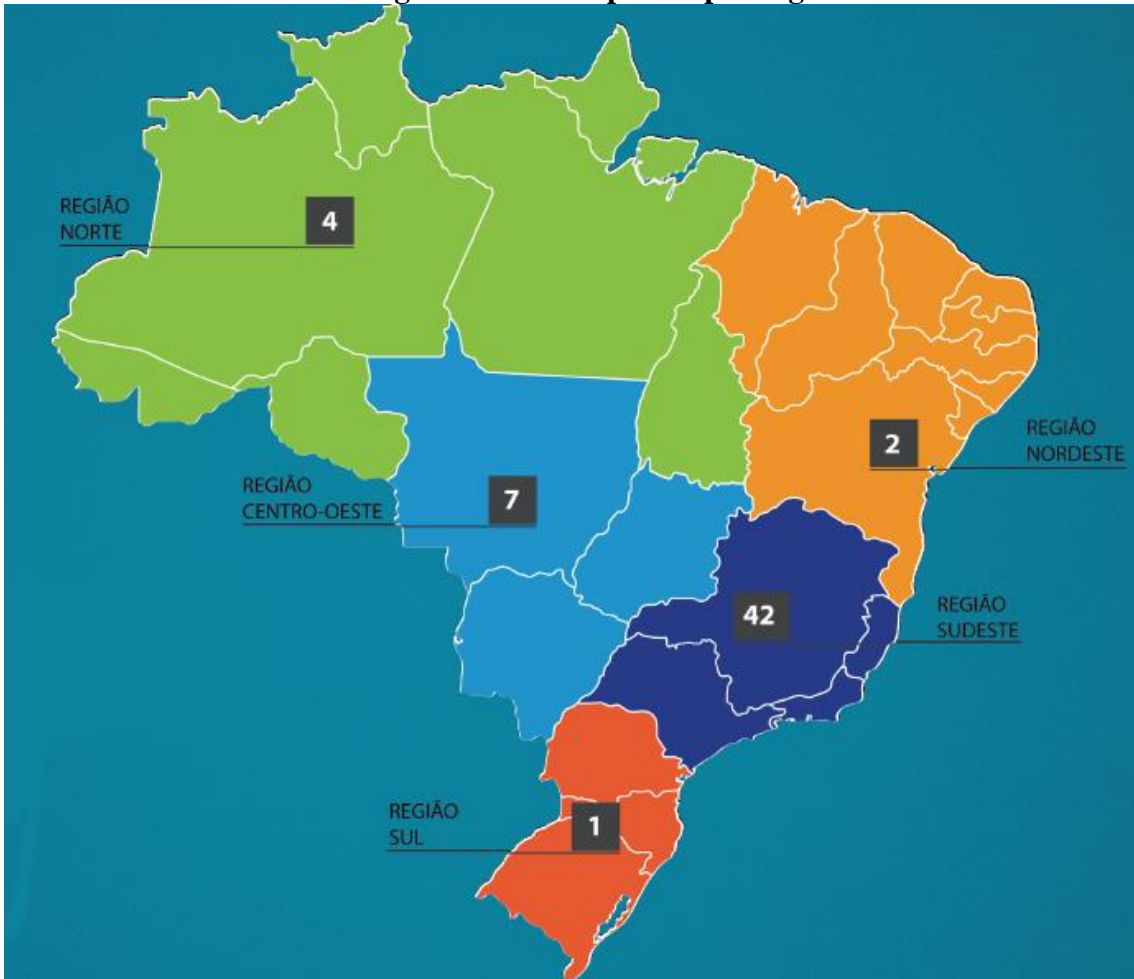 REGIÃO
NORTE
4
REGIÃO
NORDESTE
2
REGIÃO
CENTRO-OESTE
7
REGIÃO
SUDESTE
42
REGIÃO
SUL
1